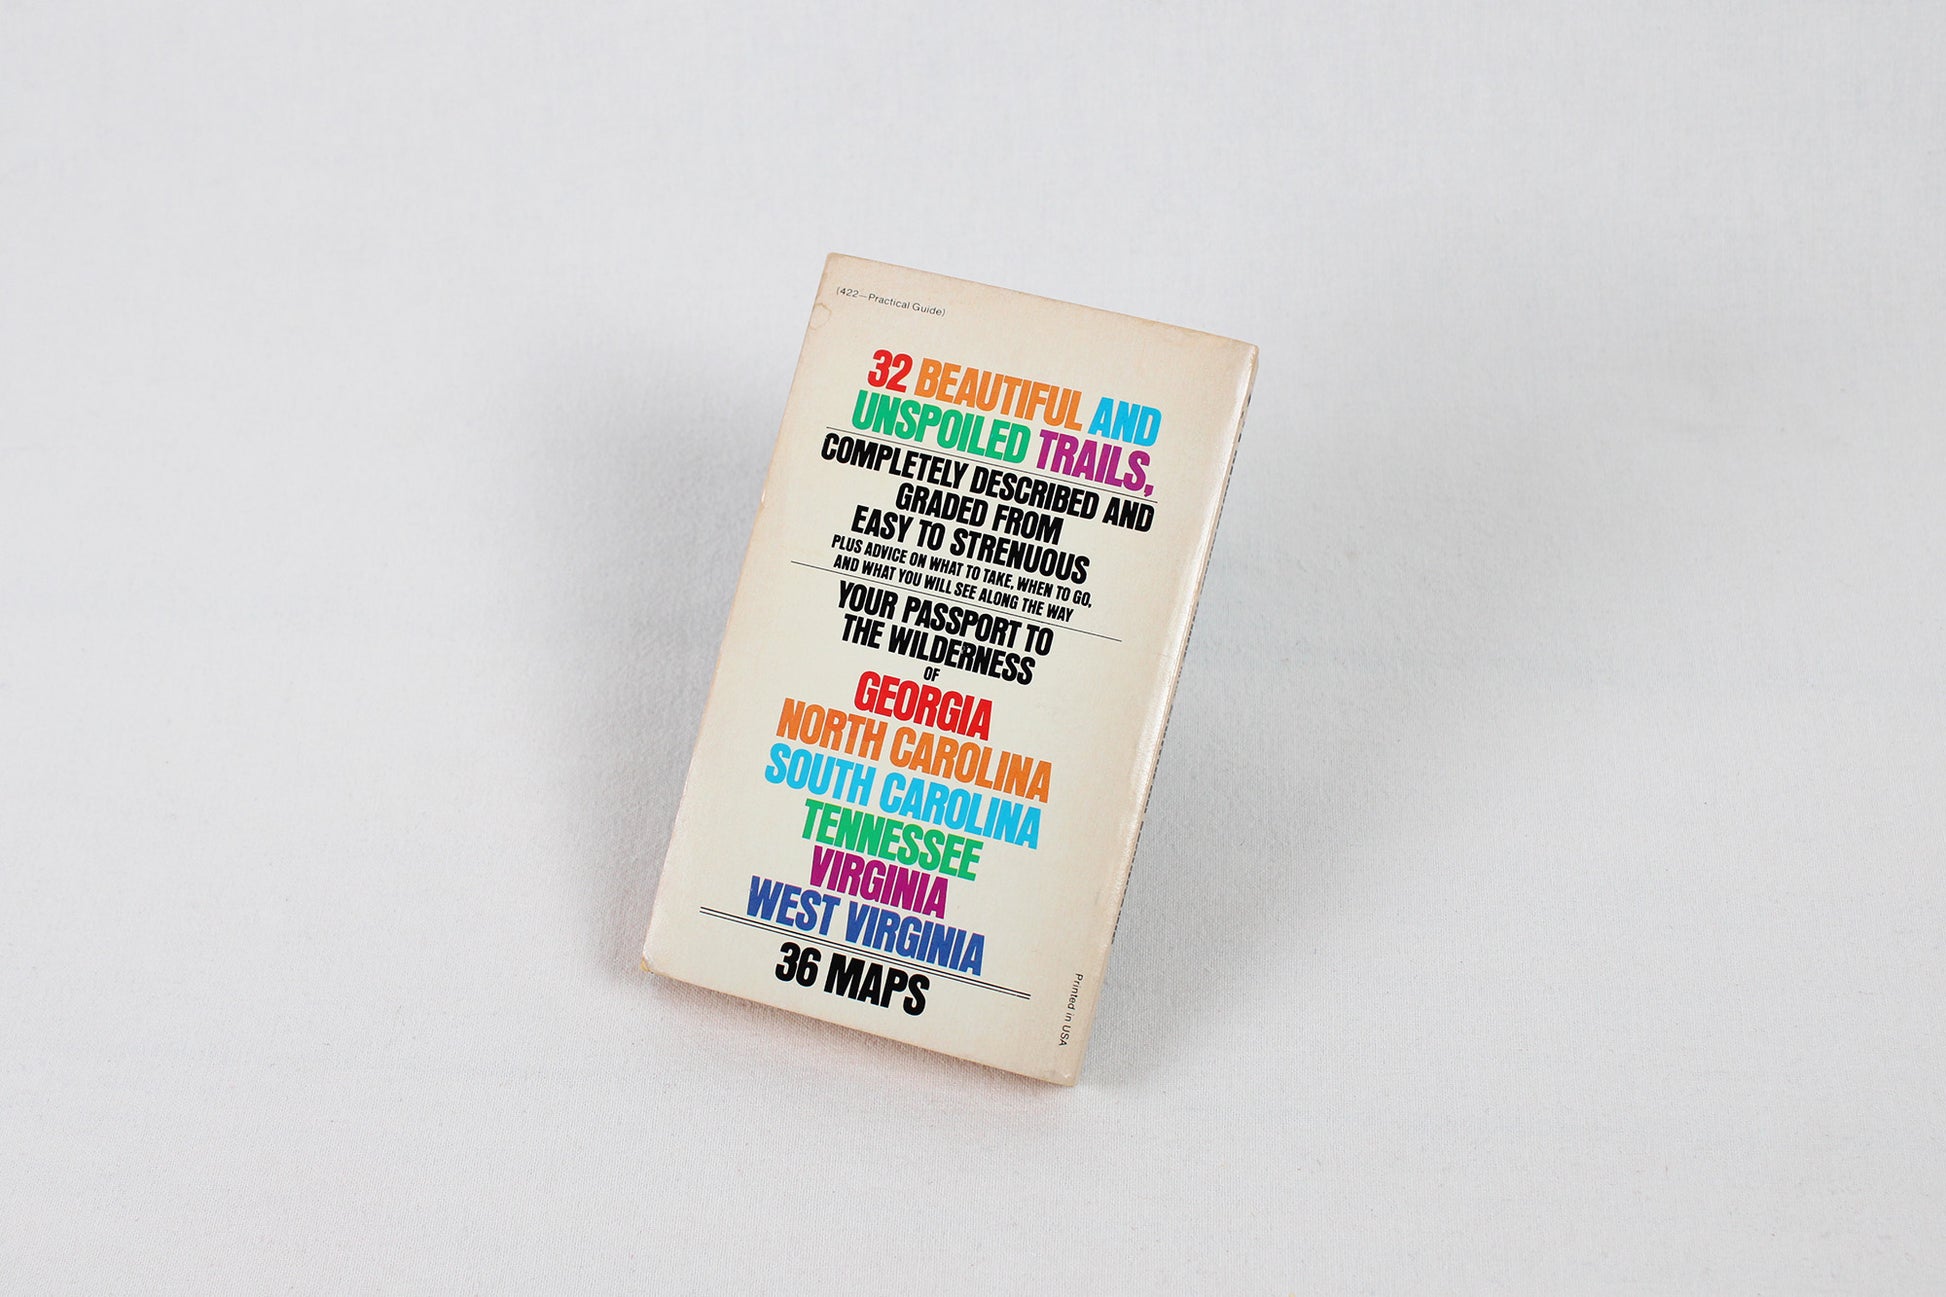 (422—Practical Guide)
32 BEAUTIFUL AND
UNSPOILED TRAILS,
COMPLETELY DESCRIBED AND
GRADED FROM
EASY TO STRENUOUS
PLUS ADVICE ON WHAT TO TAKE, WHEN TO GO,
AND WHAT YOU WILL SEE ALONG THE WAY
YOUR PASSPORT TO
THE WILDERNESS
OF
GEORGIA
NORTH CAROLINA
SOUTH CAROLINA
TENNESSEE
VIRGINIA
WEST VIRGINIA
36 MAPS
Printed in USA